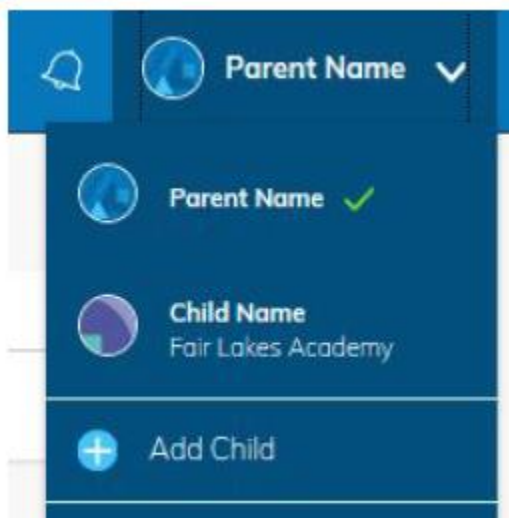 Parent Name
Parent Name
Child Name
Fair Lakes Academy
Add Child